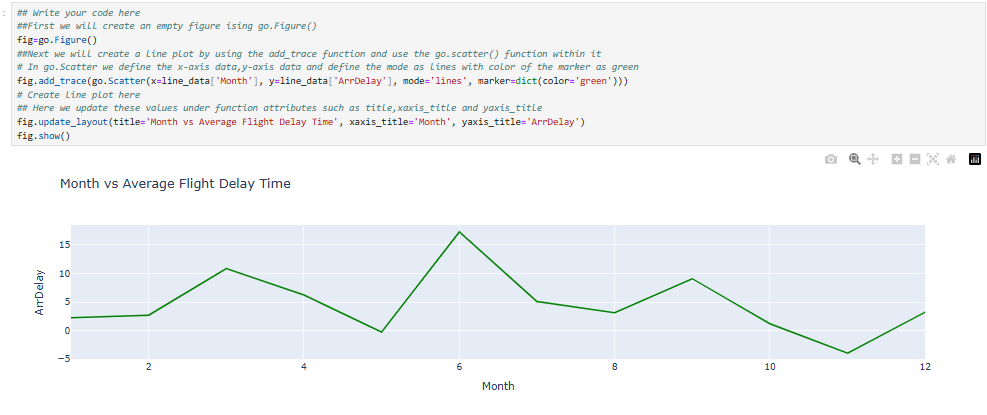 ## Write your code here
##First we will create an empty figure ising go.Figure()
fig=go.Figure()
##Next we will create a line plot by using the add_trace function and use the go.scatter() function within it
# In go.Scatter we define the x-axis data,y-axis data and define the mode as lines with color of the marker as green
fig.add_trace(go.Scatter(x=line_data['Month'], y=line_data['ArrDelay'], mode='lines', marker=dict(color='green')))
# Create line plot here
## Here we update these values under function attributes such as title,xaxis_title and yaxis_title
fig.update_layout(title='Month vs Average Flight Delay Time', xaxis_title='Month', yaxis_title='ArrDelay')
fig.show()
Month vs Average Flight Delay Time
15
10
5
0
−5
ArrDelay
2 4 6 8 10 12
Month